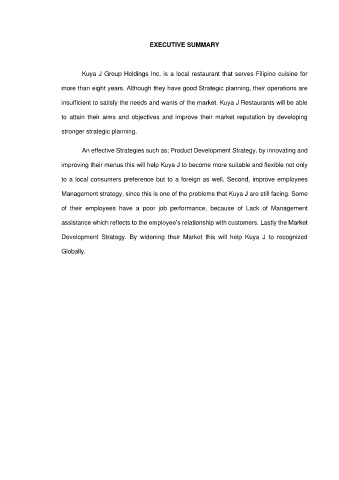 EXECUTIVE SUMMARY
Kuya J Group Holdings Inc. is a local restaurant that serves Filipino cuisine for
more than eight years. Although they have good Strategic planning, their operations are
insufficient to satisfy the needs and wants of the market. Kuya J Restaurants will be able
to attain their aims and objectives and improve their market reputation by developing
stronger strategic planning.
An effective Strategies such as; Product Development Strategy, by innovating and
improving their menus this will help Kuya J to become more suitable and flexible not only
to a local consumers preference but to a foreign as well. Second, improve employees
Management strategy, since this is one of the problems that Kuya J are still facing. Some
of their employees have a poor job performance, because of Lack of Management
assistance which reflects to the employee's relationship with customers. Lastly the Market
Development Strategy. By widening their Market this will help Kuya J to recognized
Globally.